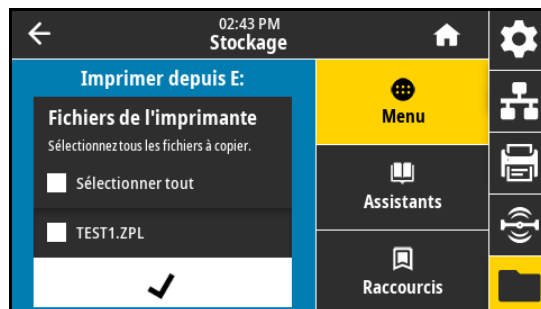 02:43 PM
Stockage
Imprimer depuis E:
Fichiers de l'imprimante
Sélectionnez tous les fichiers à copier.
Sélectionner tout
TEST1.ZPL
Menu
Assistants
Raccourcis